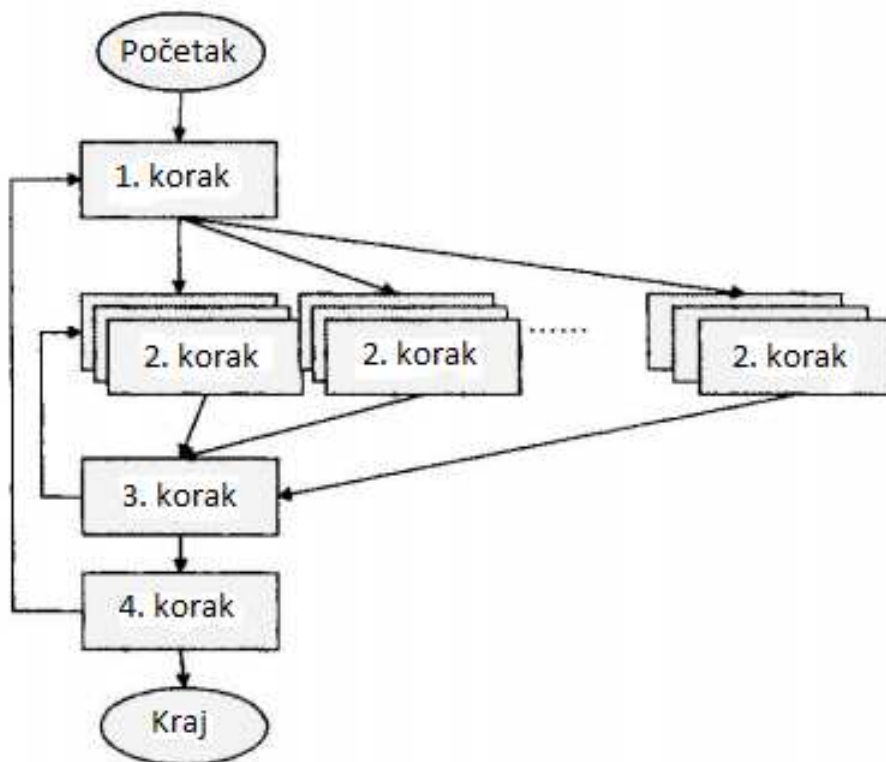 Početak
1. korak
2. korak
2. korak
......
2. korak
3. korak
4. korak
Kraj